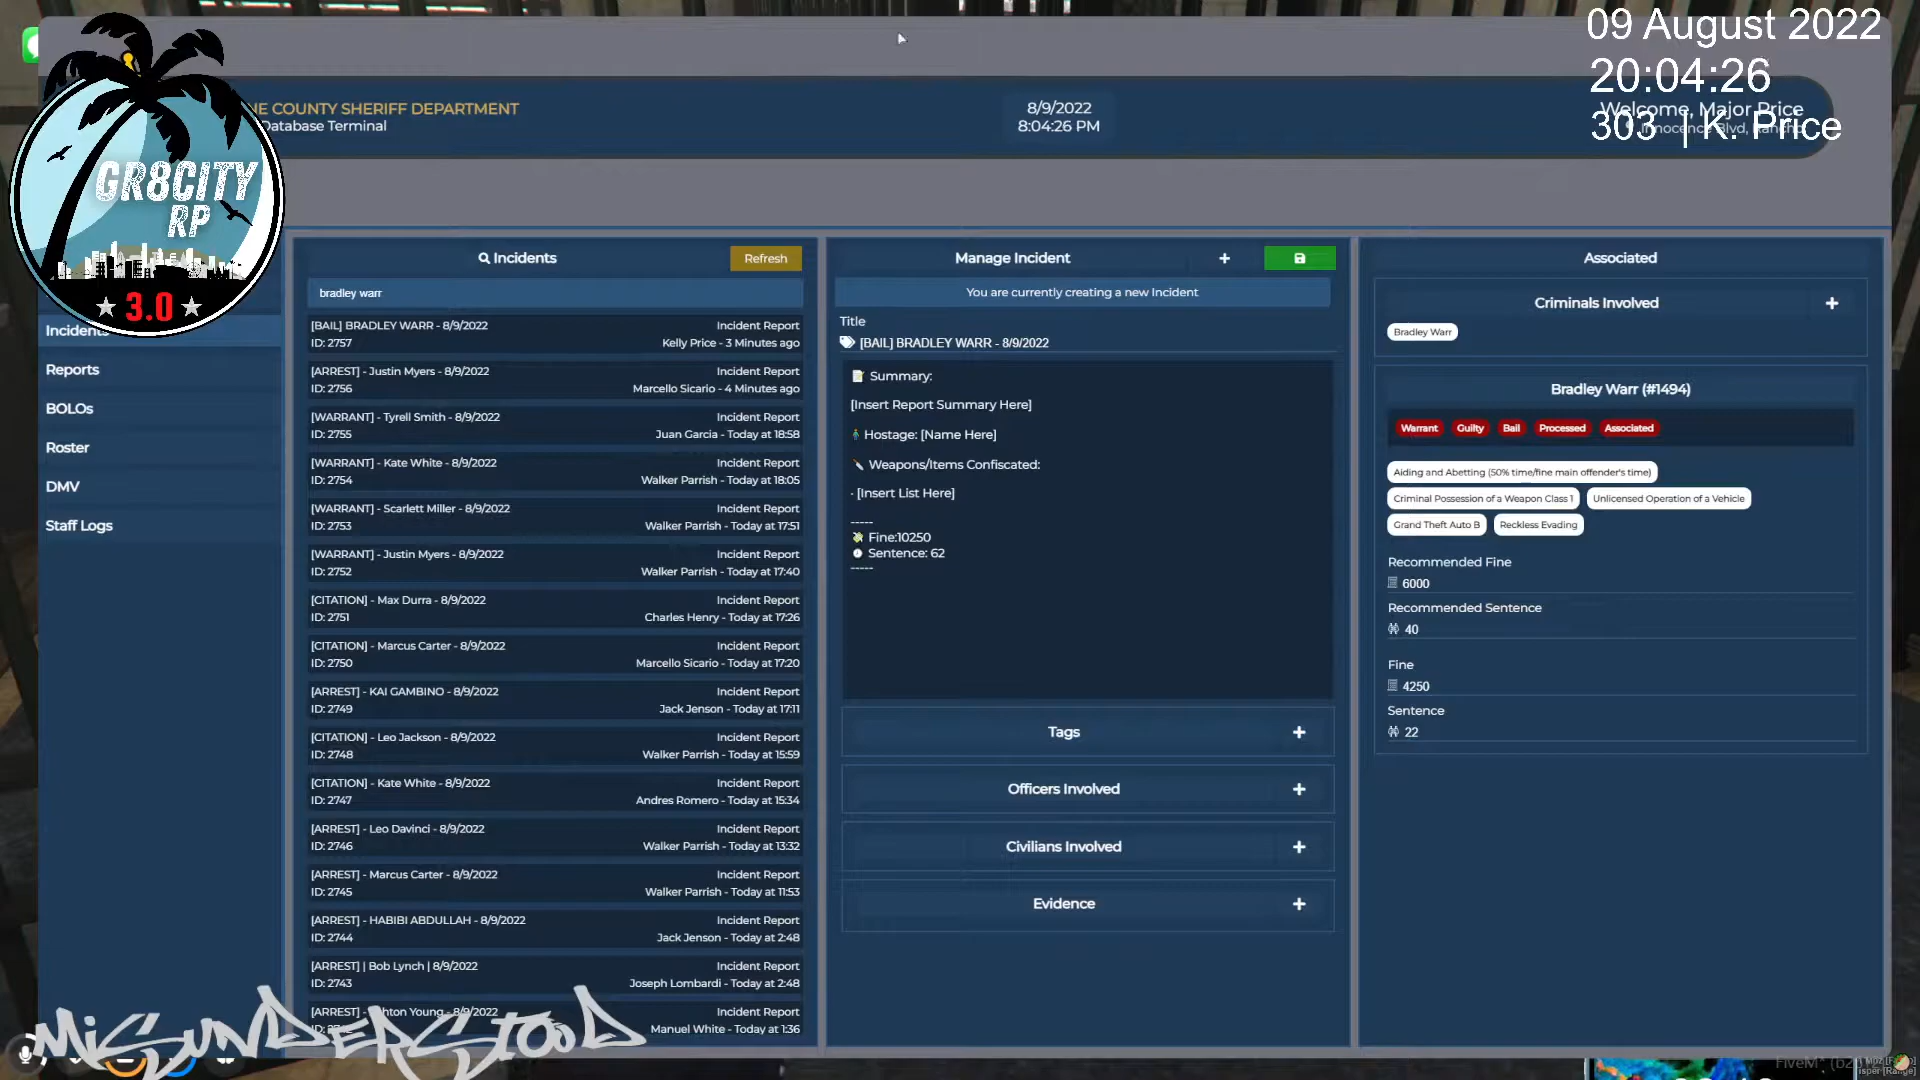 09 August 2022
20:04:26
303 | K. Price
GR8CITY
RP
3.0
COUNTY SHERIFF DEPARTMENT
Database Terminal
8/9/2022
8:04:26 PM
Welcome, Major Price
Incidents
Reports
BOLOs
Roster
DMV
Staff Logs
Incidents
Refresh
bradley warr
[BAIL] BRADLEY WARR - 8/9/2022 Incident Report
ID: 2757 Kelly Price - 3 Minutes ago
[ARREST] - Justin Myers - 8/9/2022 Incident Report
ID: 2756 Marcello Sicario - 4 Minutes ago
[WARRANT] - Tyrell Smith - 8/9/2022 Incident Report
ID: 2755 Juan Garcia - Today at 18:58
[WARRANT] - Kate White - 8/9/2022 Incident Report
ID: 2754 Walker Parrish - Today at 18:05
[WARRANT] - Scarlett Miller - 8/9/2022 Incident Report
ID: 2753 Walker Parrish - Today at 17:51
[WARRANT] - Justin Myers - 8/9/2022 Incident Report
ID: 2752 Walker Parrish - Today at 17:40
[CITATION] - Max Durra - 8/9/2022 Incident Report
ID: 2751 Charles Henry - Today at 17:26
[CITATION] - Marcus Carter - 8/9/2022 Incident Report
ID: 2750 Marcello Sicario - Today at 17:20
[ARREST] - KAI GAMBINO - 8/9/2022 Incident Report
ID: 2749 Jack Jenson - Today at 17:11
[CITATION] - Leo Jackson - 8/9/2022 Incident Report
ID: 2748 Walker Parrish - Today at 15:59
[CITATION] - Kate White - 8/9/2022 Incident Report
ID: 2747 Andres Romero - Today at 15:34
[ARREST] - Leo Davinci - 8/9/2022 Incident Report
ID: 2746 Walker Parrish - Today at 13:32
[ARREST] - Marcus Carter - 8/9/2022 Incident Report
ID: 2745 Walker Parrish - Today at 11:53
[ARREST] - HABIBI ABDULLAH - 8/9/2022 Incident Report
ID: 2744 Jack Jenson - Today at 2:48
[ARREST] | Bob Lynch | 8/9/2022 Incident Report
ID: 2743 Joseph Lombardi - Today at 2:48
[ARREST] - Young - 8/9/2022 Incident Report
Manuel White - Today at 1:36
MiSUNDERSTOOD
Manage Incident
You are currently creating a new Incident
Title
[BAIL] BRADLEY WARR - 8/9/2022
Summary:
[Insert Report Summary Here]
Hostage: [Name Here]
Weapons/Items Confiscated:
· [Insert List Here]
-----
Fine:10250
Sentence: 62
-----
Tags
Officers Involved
Civilians Involved
Evidence
Associated
Criminals Involved
Bradley Warr
Bradley Warr (#1494)
Warrant Guilty Bail Processed Associated
Aiding and Abetting (50% time/fine main offender's time)
Criminal Possession of a Weapon Class 1 Unlicensed Operation of a Vehicle
Grand Theft Auto B Reckless Evading
Recommended Fine
6000
Recommended Sentence
40
Fine
4250
Sentence
22
FiveM